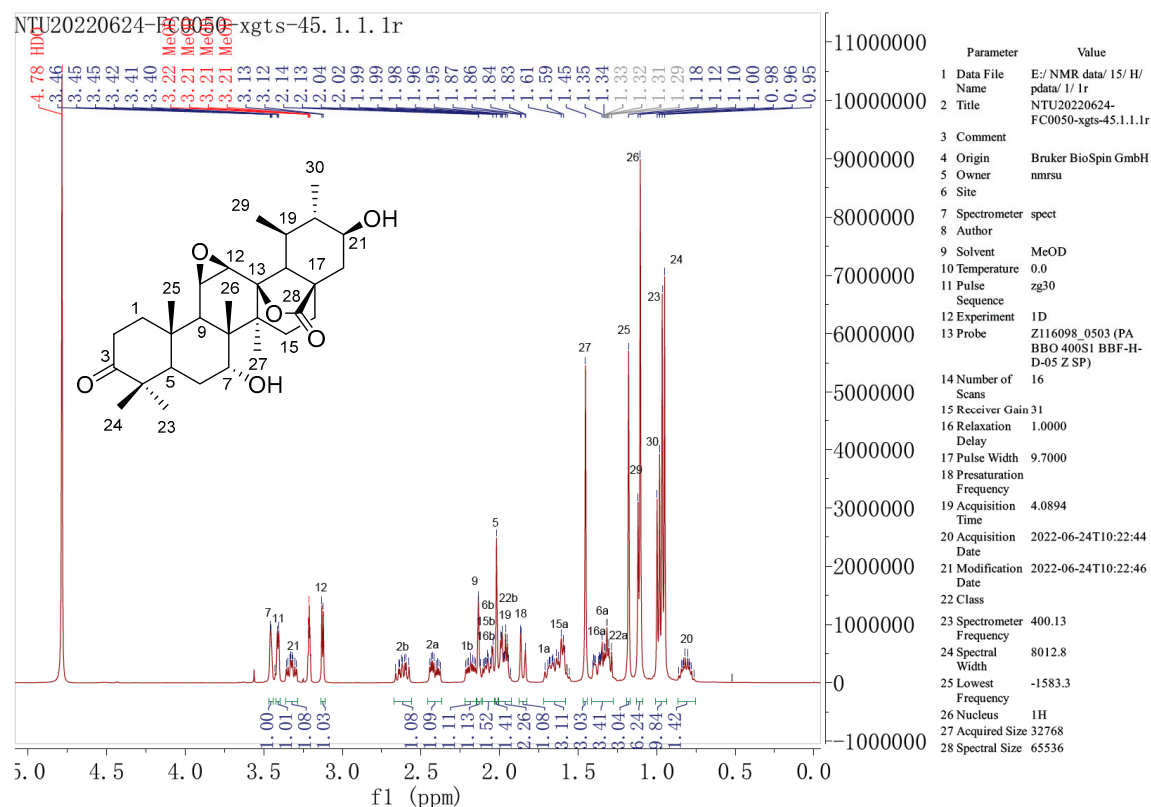 NTU20220624-FC0050-xgts-45.1.1.1r
4.78 HDO
3.46
3.45
3.45
3.42
3.41
3.40
3.22 MeOD
3.21 MeOD
3.21 MeOD
3.21 MeOD
3.13
3.12
2.14
2.13
2.04
2.02
1.99
1.99
1.98
1.96
1.95
1.87
1.86
1.84
1.83
1.61
1.59
1.45
1.35
1.34
1.33
1.32
1.31
1.29
1.18
1.12
1.10
1.00
0.98
0.96
0.95
30
29
19
OH
21
O
12
13
17
25
26
28
1
O
O
9
15
3
27
5
7
OH
O
24
23
7
11
21
12
2b
2a
1b
9
6b
15b
16b
5
22b
19
18
1a
15a
27
16a
6a
22a
25
29
26
30
23
24
20
1.00
1.01
1.08
1.03
1.08
1.09
1.11
1.13
1.52
1.41
2.26
1.08
3.11
3.03
3.41
3.04
6.24
9.84
1.42
5.0
4.5
4.0
3.5
3.0
2.5
2.0
1.5
1.0
0.5
0.0
f1 (ppm)
11000000
10000000
9000000
8000000
7000000
6000000
5000000
4000000
3000000
2000000
1000000
0
-1000000
Parameter Value
1 Data File Name E:/ NMR data/ 15/ H/ pdata/ 1/ 1r
2 Title NTU20220624-FC0050-xgts-45.1.1.1r
3 Comment
4 Origin Bruker BioSpin GmbH
5 Owner nmrsu
6 Site
7 Spectrometer spect
8 Author
9 Solvent MeOD
10 Temperature 0.0
11 Pulse Sequence zg30
12 Experiment 1D
13 Probe Z116098_0503 (PA BBO 400S1 BBF-H-D-05 Z SP)
14 Number of Scans 16
15 Receiver Gain 31
16 Relaxation Delay 1.0000
17 Pulse Width 9.7000
18 Presaturation Frequency
19 Acquisition Time 4.0894
20 Acquisition Date 2022-06-24T10:22:44
21 Modification Date 2022-06-24T10:22:46
22 Class
23 Spectrometer Frequency 400.13
24 Spectral Width 8012.8
25 Lowest Frequency -1583.3
26 Nucleus 1H
27 Acquired Size 32768
28 Spectral Size 65536